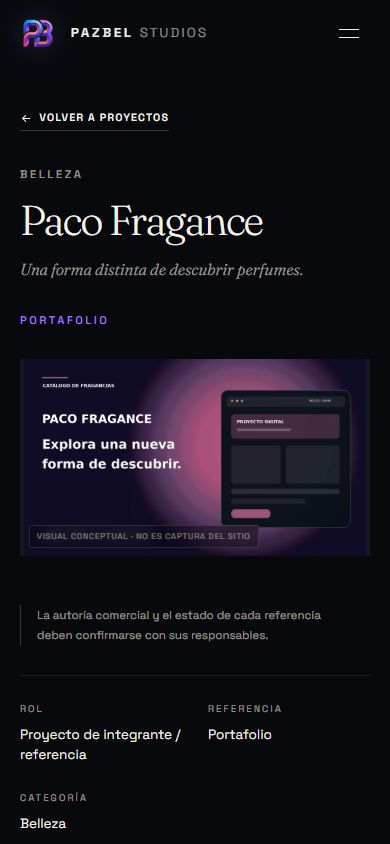 PAZBEL STUDIOS
← VOLVER A PROYECTOS
BELLEZA
Paco Fragance
Una forma distinta de descubrir perfumes.
PORTAFOLIO
CATÁLOGO DE FRAGANCIAS
PACO FRAGANCE
Explora una nueva
forma de descubrir.
PROYECTO DIGITAL
VISUAL CONCEPTUAL - NO ES CAPTURA DEL SITIO
La autoría comercial y el estado de cada referencia
deben confirmarse con sus responsables.
ROL
REFERENCIA
Proyecto de integrante /
referencia
Portafolio
CATEGORÍA
Belleza